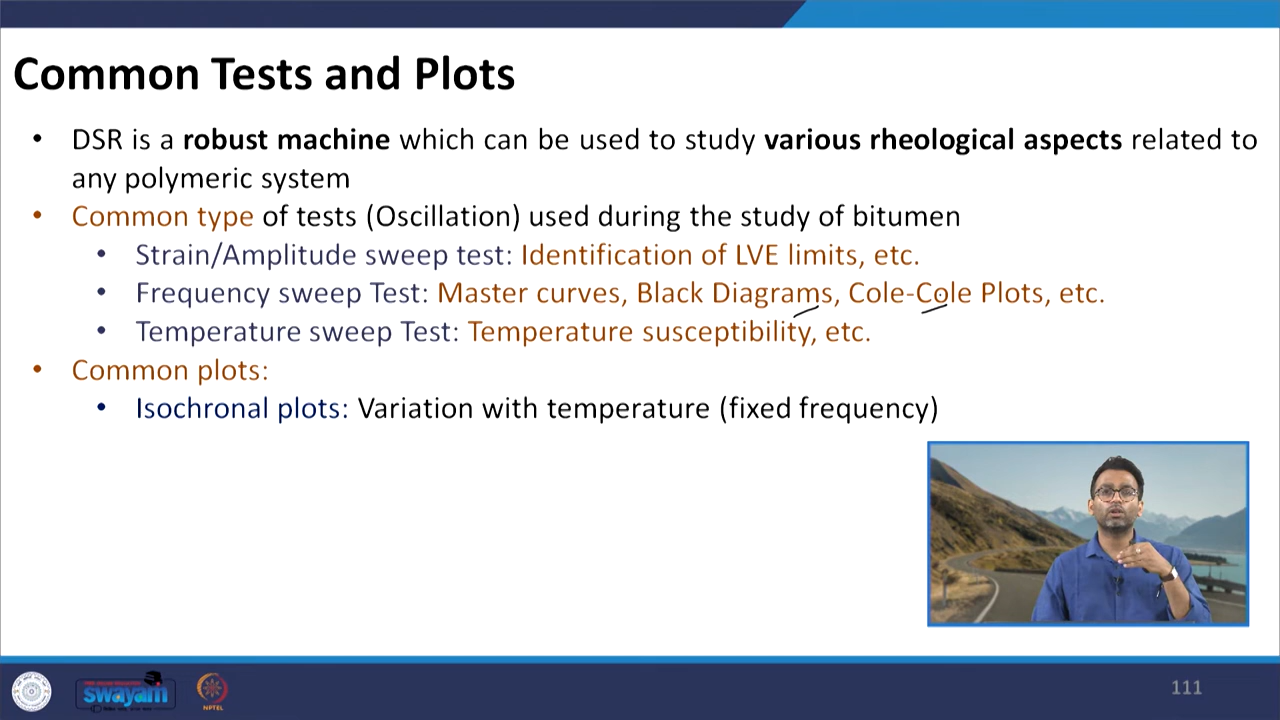 Common Tests and Plots
• DSR is a robust machine which can be used to study various rheological aspects related to
any polymeric system
• Common type of tests (Oscillation) used during the study of bitumen
• Strain/Amplitude sweep test: Identification of LVE limits, etc.
• Frequency sweep Test: Master curves, Black Diagrams, Cole-Cole Plots, etc.
• Temperature sweep Test: Temperature susceptibility, etc.
• Common plots:
• Isochronal plots: Variation with temperature (fixed frequency)
swayam
NPTEL
111